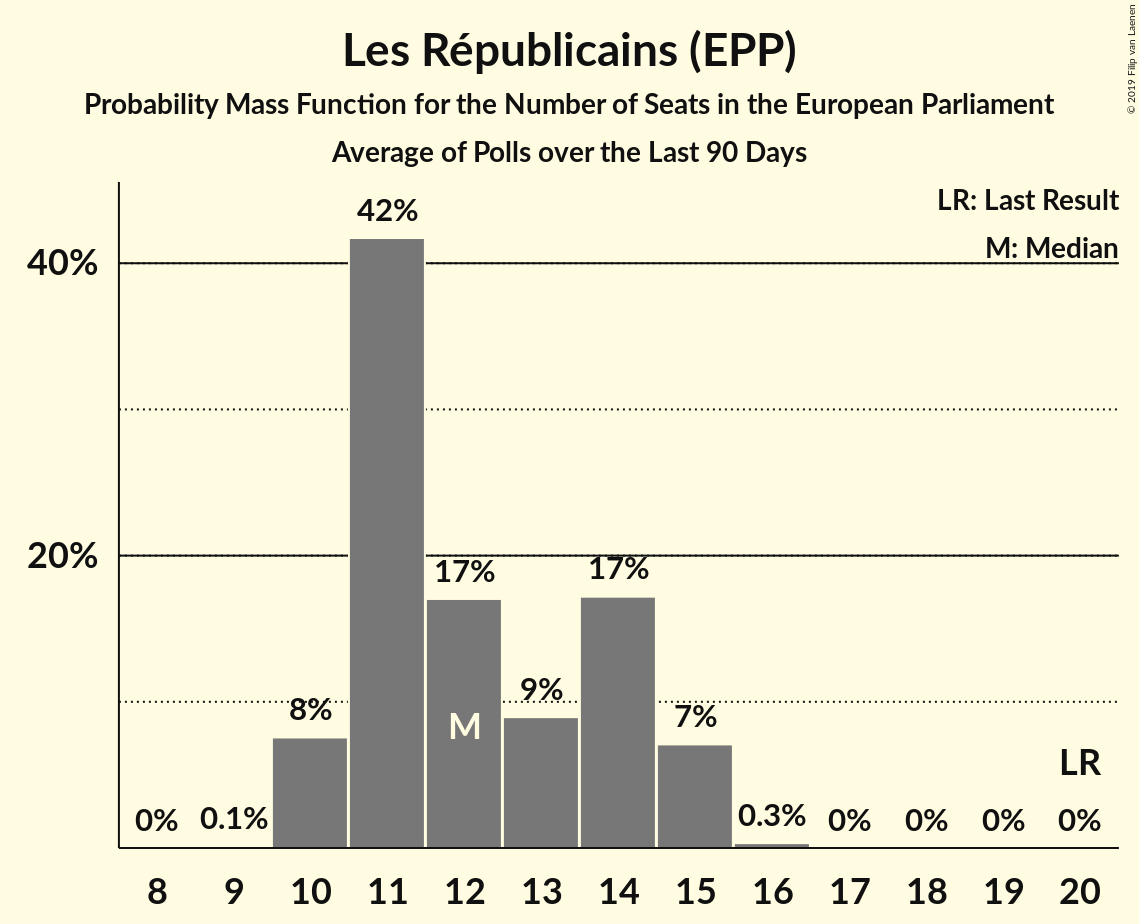 Les Républicains (EPP)
Probability Mass Function for the Number of Seats in the European Parliament
Average of Polls over the Last 90 Days
© 2019 Filip van Laenen
LR: Last Result
M: Median
40%
20%
0% 0.1% 8% 42% 17% 9% 17% 7% 0.3% 0% 0% 0% 0%
M
LR
8 9 10 11 12 13 14 15 16 17 18 19 20